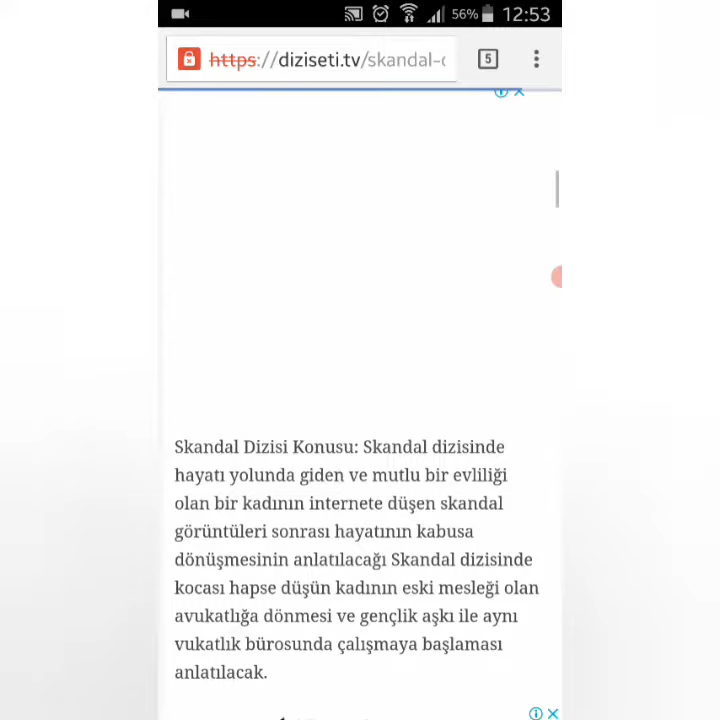 56% 12:53
https://diziseti.tv/skandal-
5
Skandal Dizisi Konusu: Skandal dizisinde
hayatı yolunda giden ve mutlu bir evliliği
olan bir kadının internete düşen skandal
görüntüleri sonrası hayatının kabusa
dönüşmesinin anlatılacağı Skandal dizisinde
kocası hapse düşün kadının eski mesleği olan
avukatlığa dönmesi ve gençlik aşkı ile aynı
vukatlık bürosunda çalışmaya başlaması
anlatılacak.